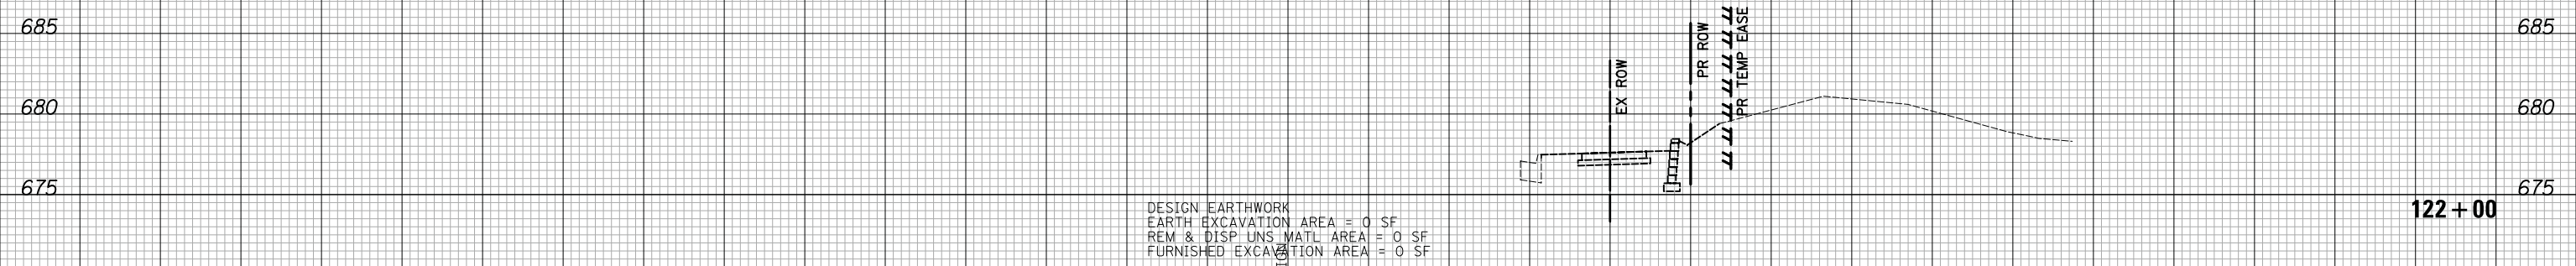 685
685
EX ROW
PR ROW
PR TEMP EASE
680
680
675
675
122+00
DESIGN EARTHWORK
EARTH EXCAVATION AREA = 0 SF
REM & DISP UNS MATL AREA = 0 SF
FURNISHED EXCAVATION AREA = 0 SF